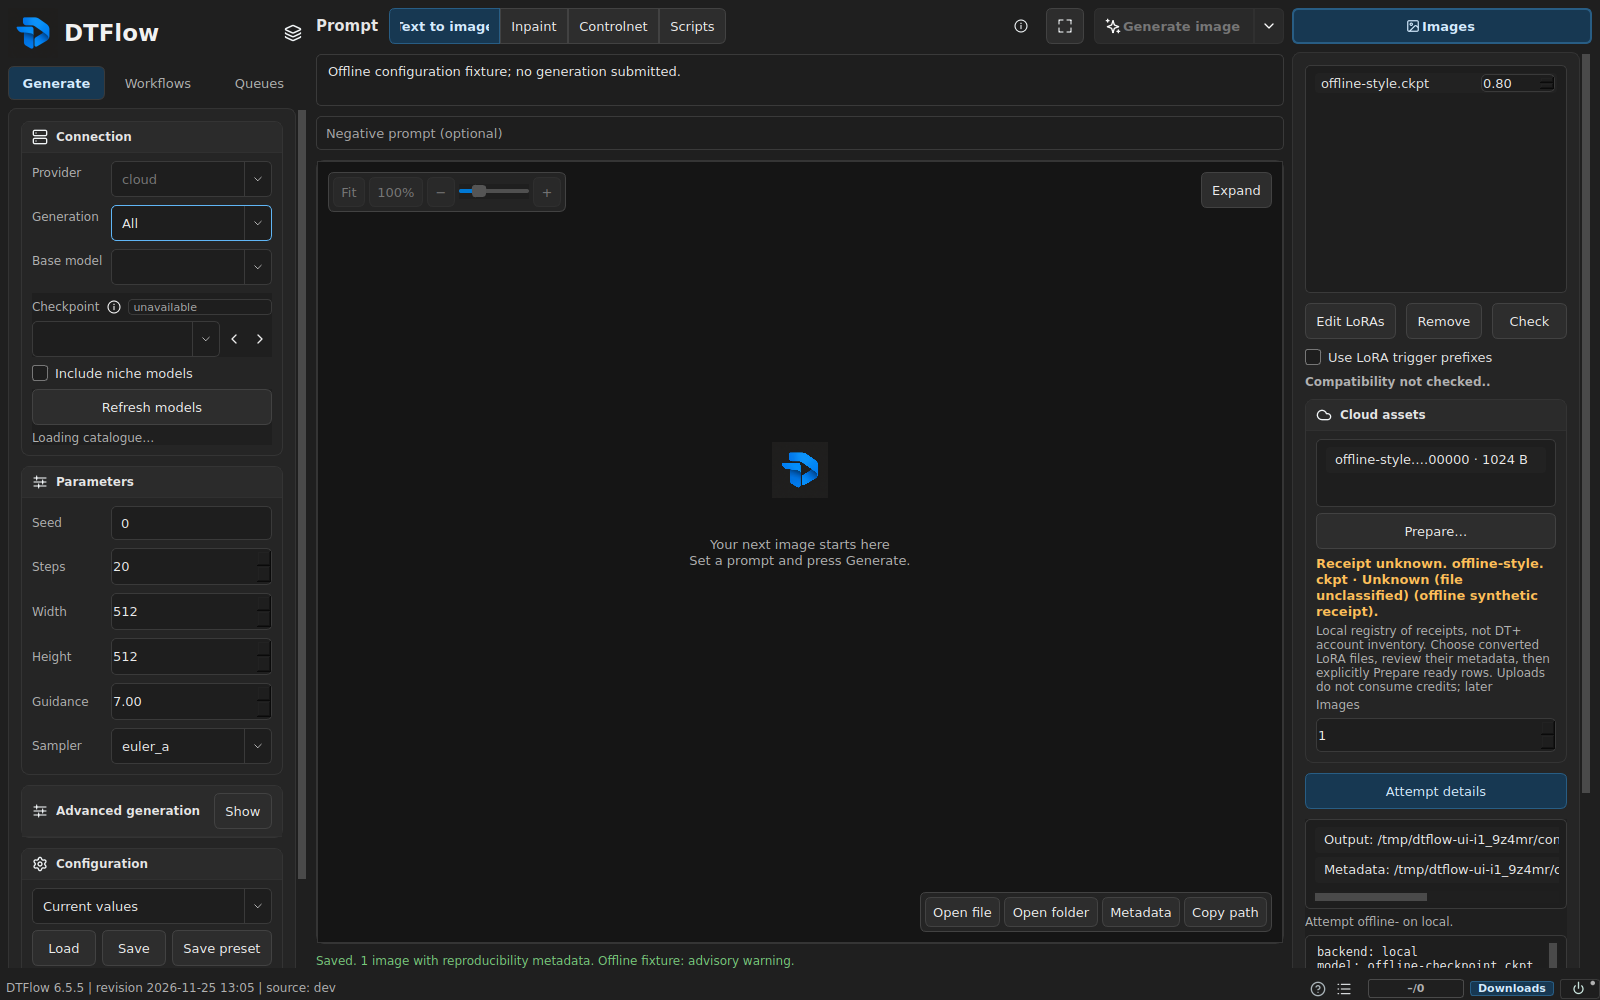 DTFlow
Generate
Workflows
Queues
Connection
Provider
cloud
Generation
All
Base model
Checkpoint
unavailable
Include niche models
Refresh models
Loading catalogue...
Parameters
Seed
0
Steps
20
Width
512
Height
512
Guidance
7.00
Sampler
euler_a
Advanced generation
Show
Configuration
Current values
Load
Save
Save preset
Prompt
Text to image
Inpaint
Controlnet
Scripts
Generate image
Offline configuration fixture; no generation submitted.
Negative prompt (optional)
Fit
100%
−
+
Expand
Your next image starts here
Set a prompt and press Generate.
Open file
Open folder
Metadata
Copy path
Saved. 1 image with reproducibility metadata. Offline fixture: advisory warning.
Images
offline-style.ckpt
0.80
Edit LoRAs
Remove
Check
Use LoRA trigger prefixes
Compatibility not checked..
Cloud assets
offline-style....00000 · 1024 B
Prepare...
Receipt unknown. offline-style.
ckpt · Unknown (file
unclassified) (offline synthetic
receipt).
Local registry of receipts, not DT+
account inventory. Choose converted
LoRA files, review their metadata, then
explicitly Prepare ready rows. Uploads
do not consume credits; later
Images
1
Attempt details
Output: /tmp/dtflow-ui-i1_9z4mr/con
Metadata: /tmp/dtflow-ui-i1_9z4mr/c
Attempt offline- on local.
backend: local
model: offline-checkpoint.ckpt
DTFlow 6.5.5 | revision 2026-11-25 13:05 | source: dev
-/0
Downloads